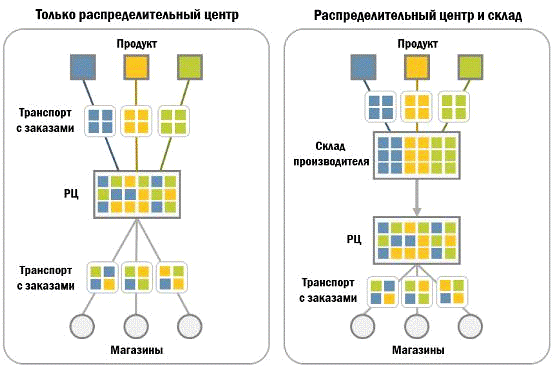 Только распределительный центр
Продукт
Транспорт
с заказами
РЦ
Транспорт
с заказами
Магазины
Распределительный центр и склад
Продукт
Склад
производителя
РЦ
Транспорт
с заказами
Магазины